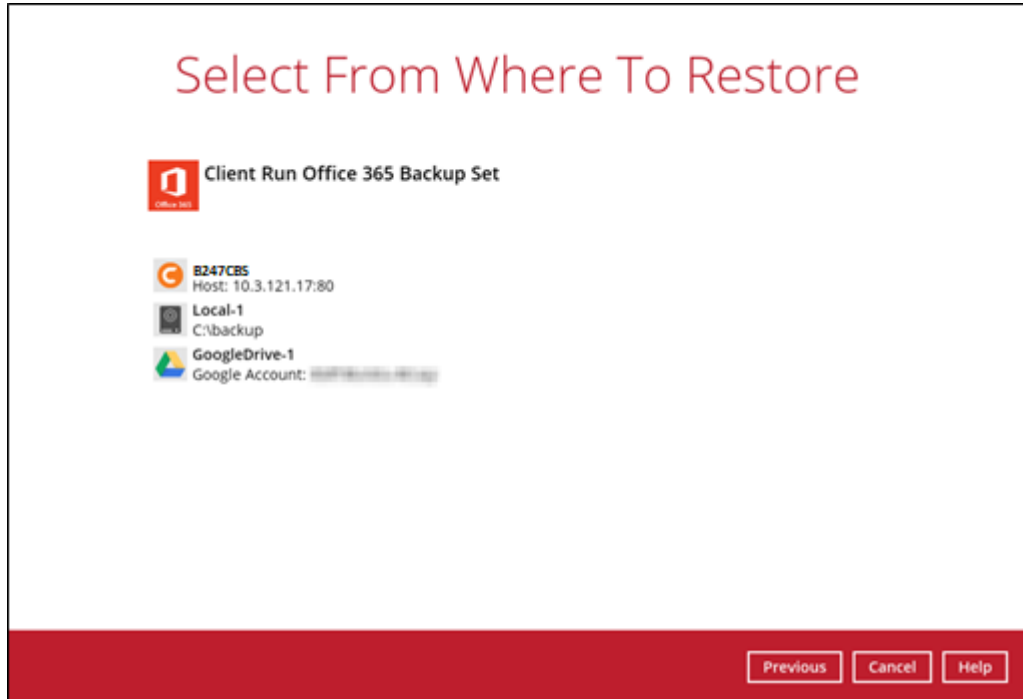 Select From Where To Restore
Client Run Office 365 Backup Set
Office 365
B247CBS
Host: 10.3.121.17:80
Local-1
C:\backup
GoogleDrive-1
Google Account:
Previous
Cancel
Help